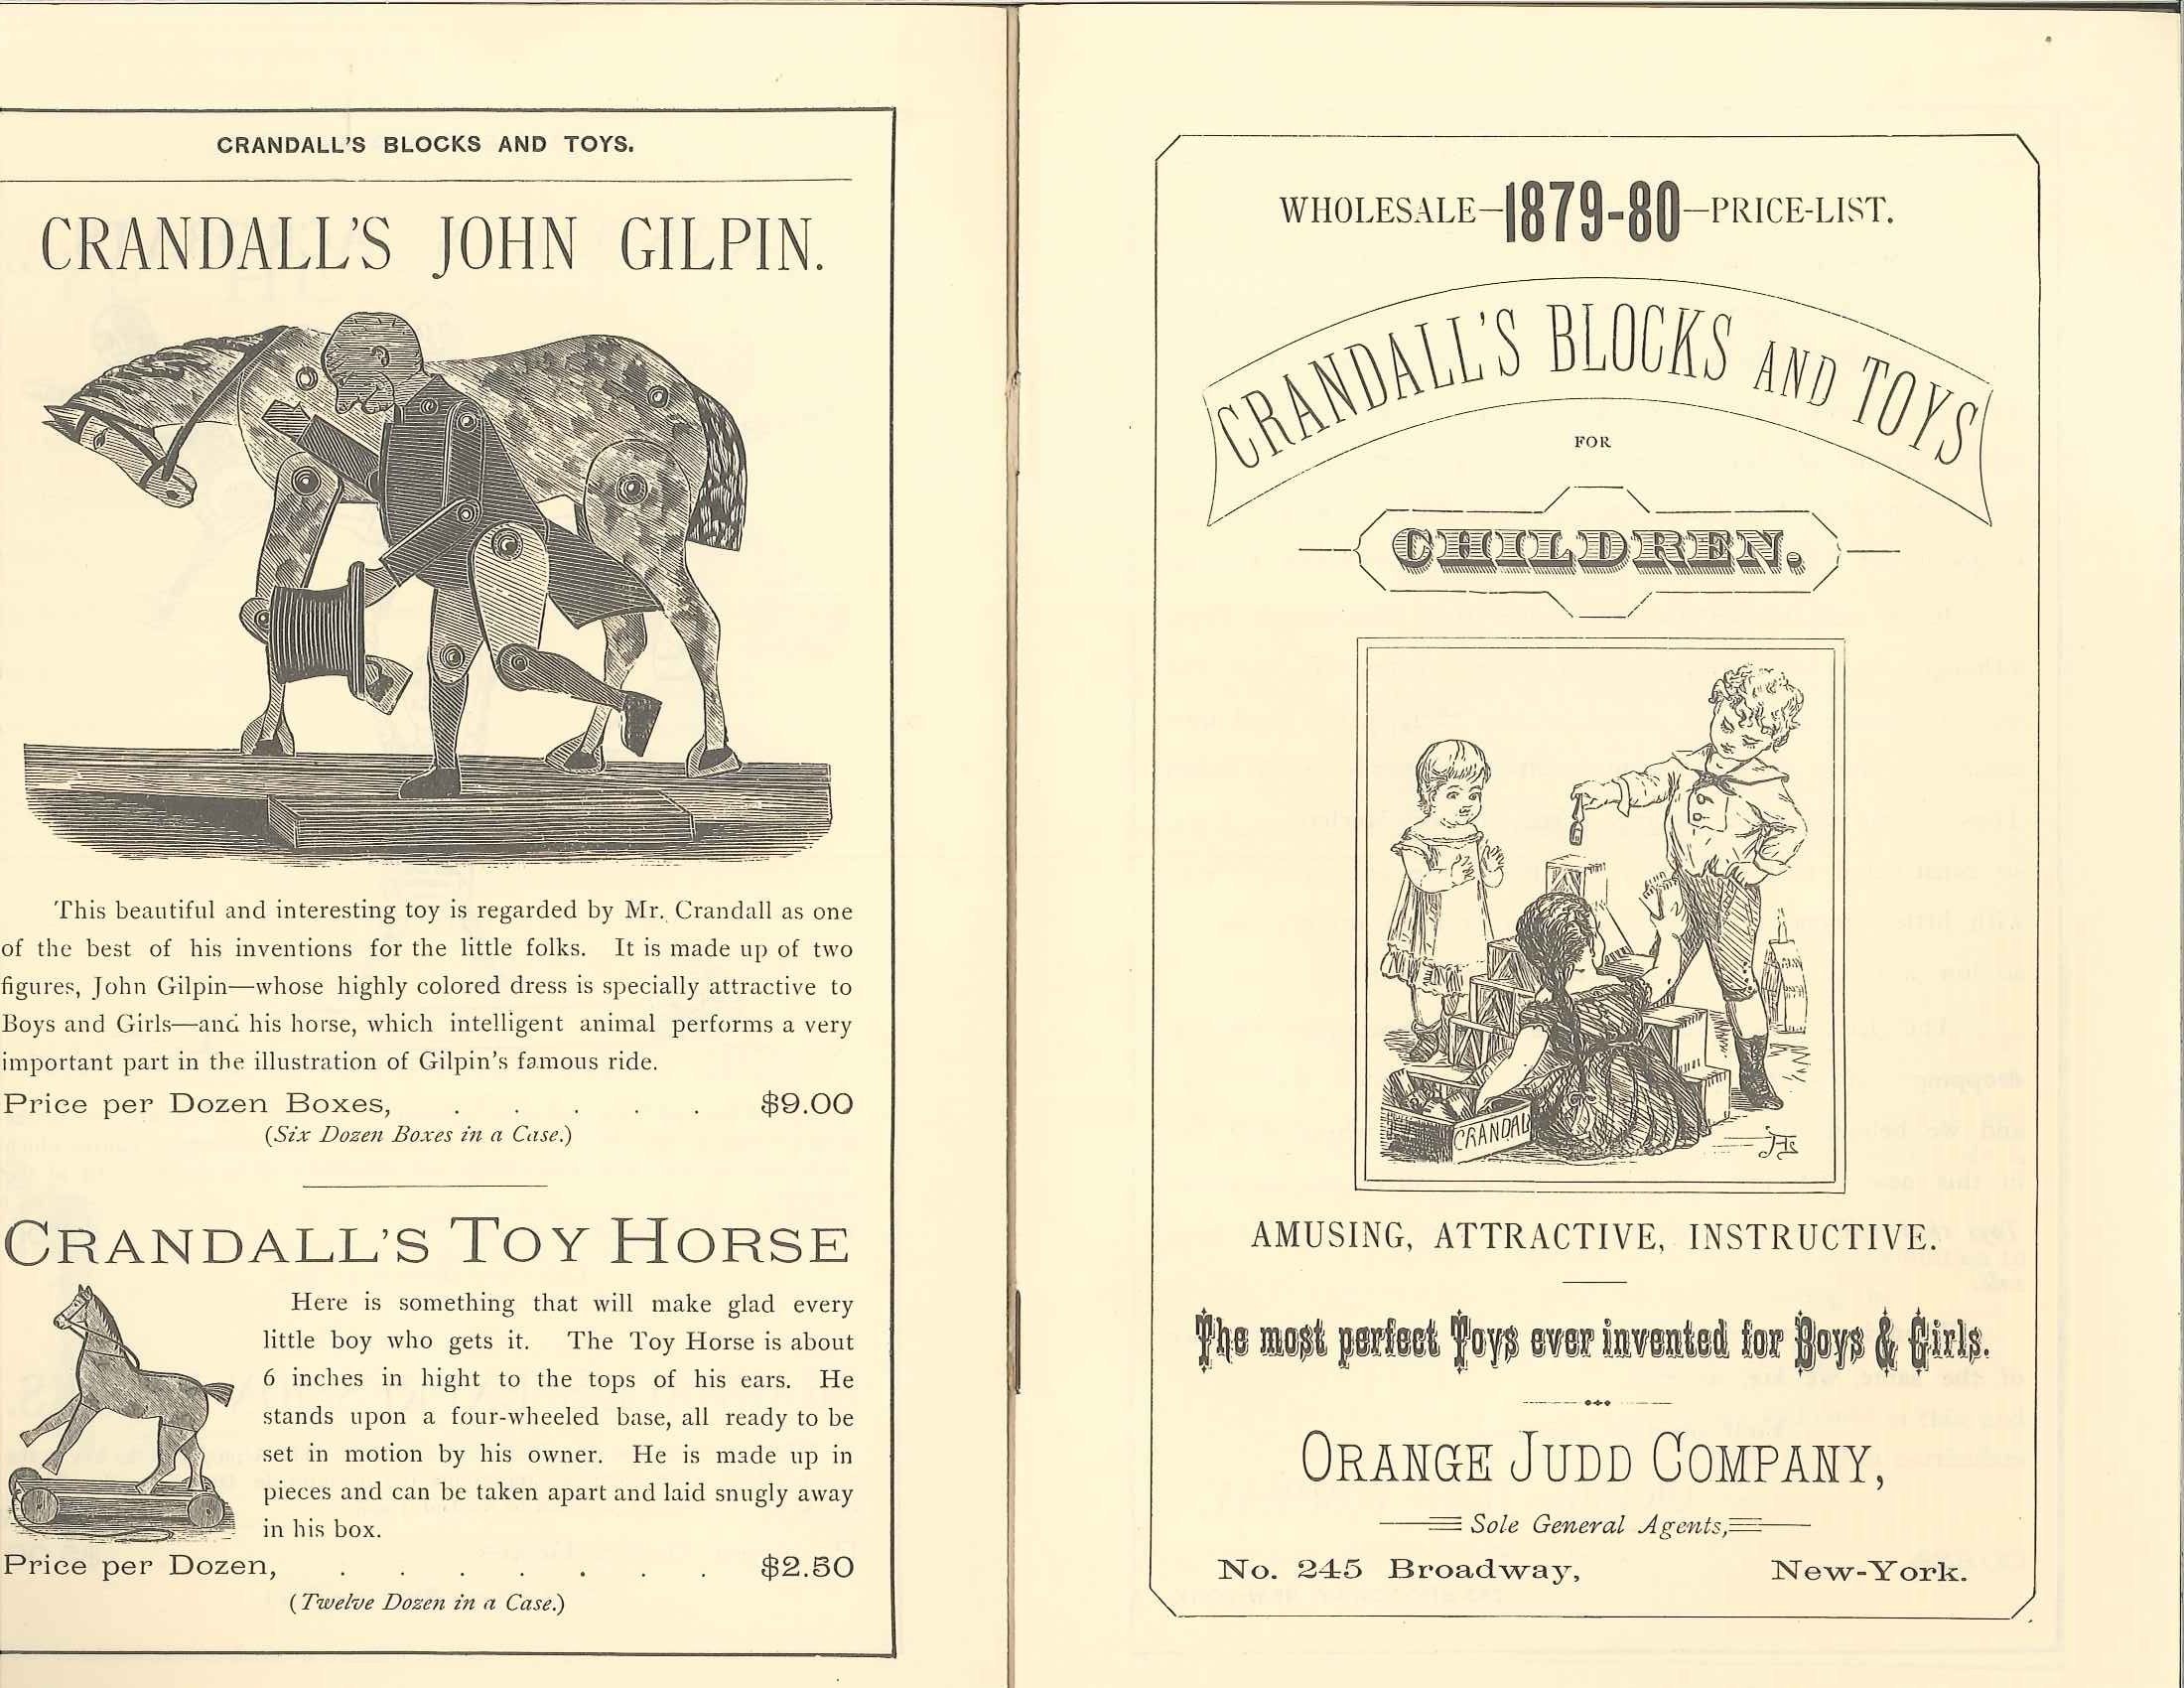 CRANDALL'S BLOCKS AND TOYS.
CRANDALL'S JOHN GILPIN.
This beautiful and interesting toy is regarded by Mr. Crandall as one
of the best of his inventions for the little folks. It is made up of two
figures, John Gilpin—whose highly colored dress is specially attractive to
Boys and Girls—and his horse, which intelligent animal performs a very
important part in the illustration of Gilpin's famous ride.
Price per Dozen Boxes, . . . . . $9.00
(Six Dozen Boxes in a Case.)
CRANDALL'S TOY HORSE
Here is something that will make glad every
little boy who gets it. The Toy Horse is about
6 inches in hight to the tops of his ears. He
stands upon a four-wheeled base, all ready to be
set in motion by his owner. He is made up in
pieces and can be taken apart and laid snugly away
in his box.
Price per Dozen, . . . . . . . $2.50
(Twelve Dozen in a Case.)
WHOLESALE—1879-80—PRICE-LIST.
CRANDALL'S BLOCKS AND TOYS
FOR
CHILDREN.
CRANDAL
AMUSING, ATTRACTIVE, INSTRUCTIVE.
The most perfect Toys ever invented for Boys & Girls.
ORANGE JUDD COMPANY,
Sole General Agents,
No. 245 Broadway, New-York.